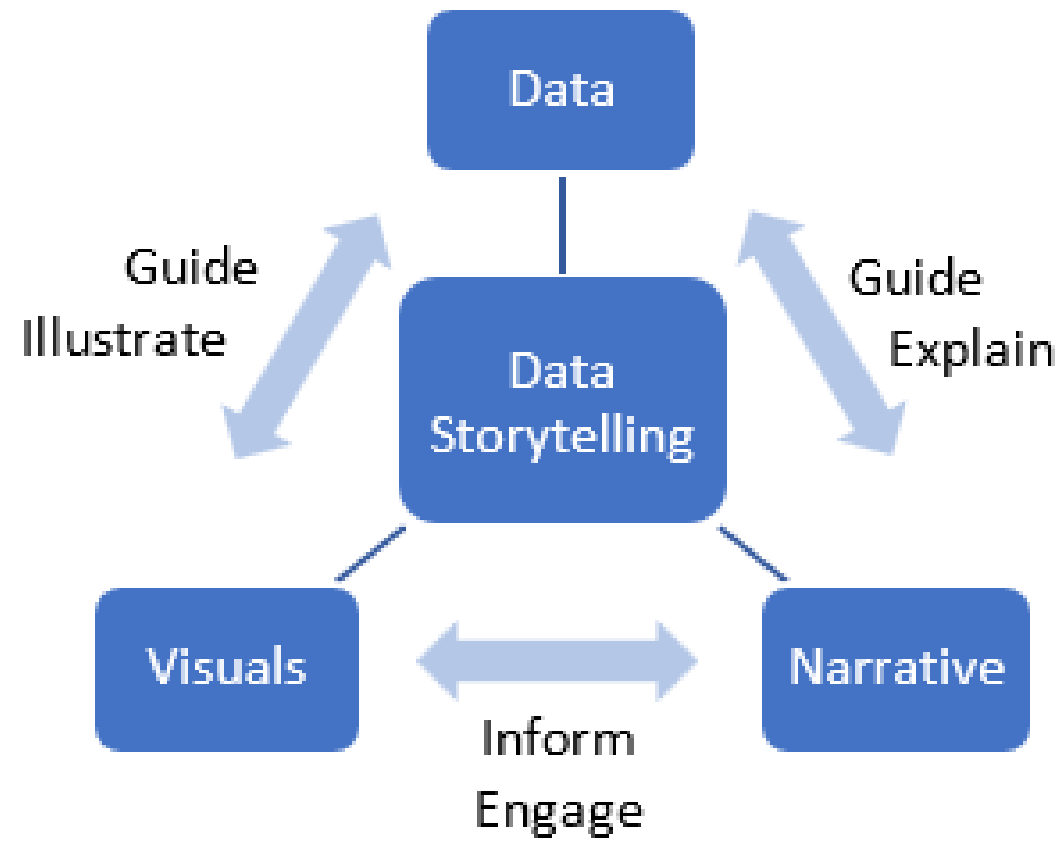 Data
Guide
Illustrate
Guide
Explain
Data
Storytelling
Visuals
Narrative
Inform
Engage